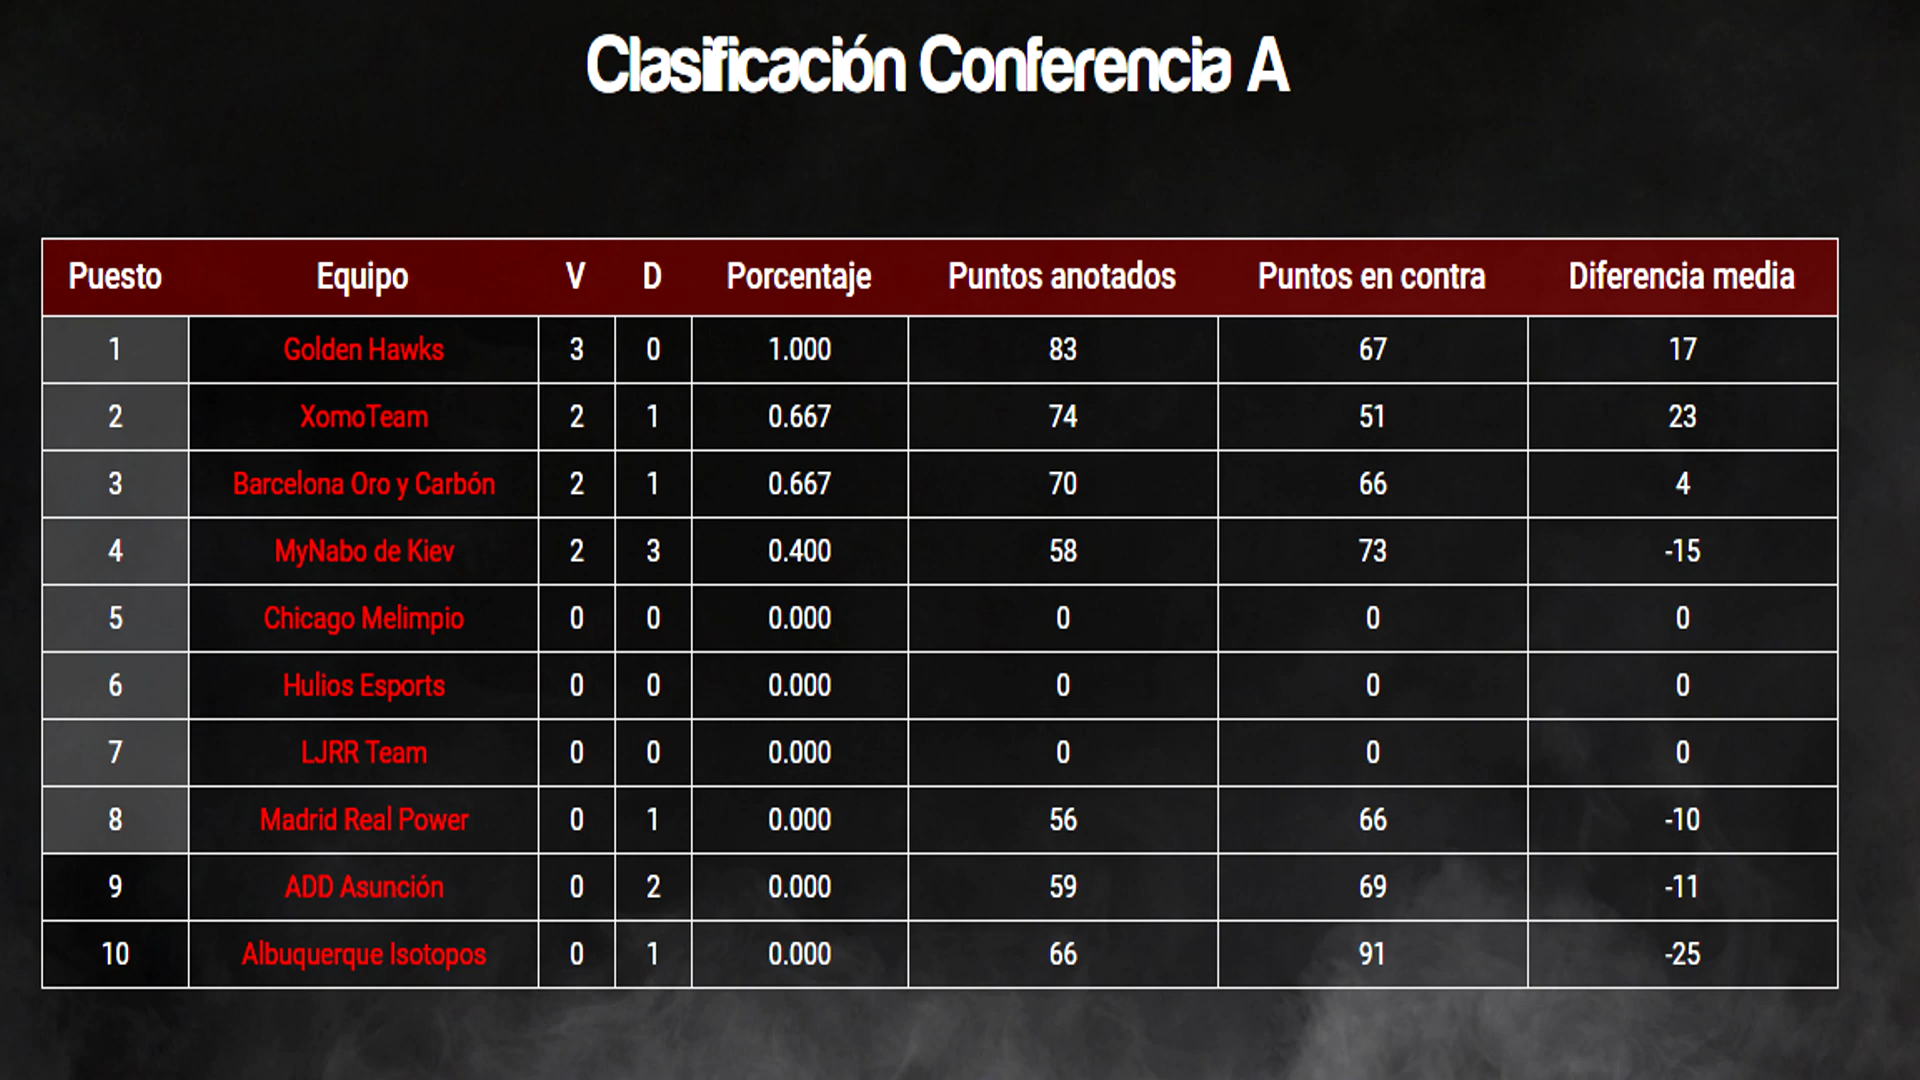 Clasificación Conferencia A
Puesto Equipo V D Porcentaje Puntos anotados Puntos en contra Diferencia media
1 Golden Hawks 3 0 1.000 83 67 17
2 XomoTeam 2 1 0.667 74 51 23
3 Barcelona Oro y Carbón 2 1 0.667 70 66 4
4 MyNabo de Kiev 2 3 0.400 58 73 -15
5 Chicago Melimpio 0 0 0.000 0 0 0
6 Hulios Esports 0 0 0.000 0 0 0
7 LJRR Team 0 0 0.000 0 0 0
8 Madrid Real Power 0 1 0.000 56 66 -10
9 ADD Asunción 0 2 0.000 59 69 -11
10 Albuquerque Isotopos 0 1 0.000 66 91 -25